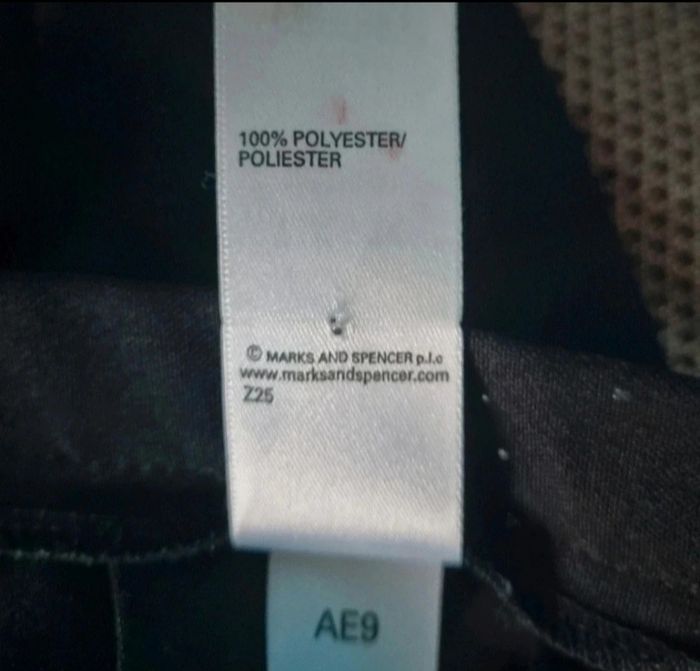 100% POLYESTER/
POLIESTER
© MARKS AND SPENCER p.l.c
www.marksandspencer.com
Z25
AE9